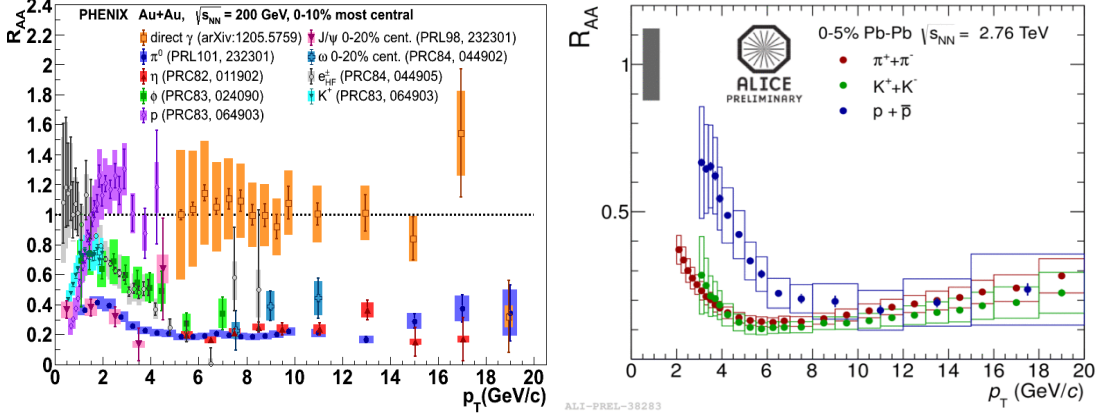 PHENIX Au+Au, √sNN = 200 GeV, 0-10% most central
direct γ (arXiv:1205.5759)
π0 (PRL101, 232301)
η (PRC82, 011902)
ϕ (PRC83, 024090)
p (PRC83, 064903)
J/ψ 0-20% cent. (PRL98, 232301)
ω 0-20% cent. (PRC84, 044902)
e±HF (PRC84, 044905)
K+ (PRC83, 064903)
RAA
2.4
2.2
2
1.8
1.6
1.4
1.2
1
0.8
0.6
0.4
0.2
0
0 2 4 6 8 10 12 14 16 18 20
pT(GeV/c)
RAA
1
0.5
ALICE
PRELIMINARY
0-5% Pb-Pb √sNN = 2.76 TeV
π++π-
K++K-
p + p̅
0 2 4 6 8 10 12 14 16 18 20
pT (GeV/c)
ALI-PREL-38283